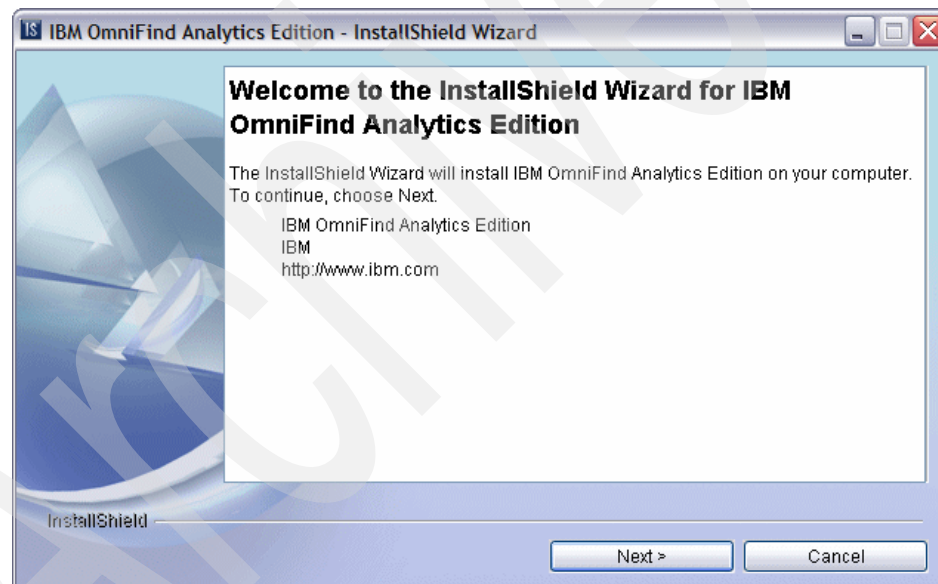 IS IBM OmniFind Analytics Edition - InstallShield Wizard
Welcome to the InstallShield Wizard for IBM
OmniFind Analytics Edition
The InstallShield Wizard will install IBM OmniFind Analytics Edition on your computer.
To continue, choose Next.
IBM OmniFind Analytics Edition
IBM
http://www.ibm.com
InstallShield
Next >
Cancel